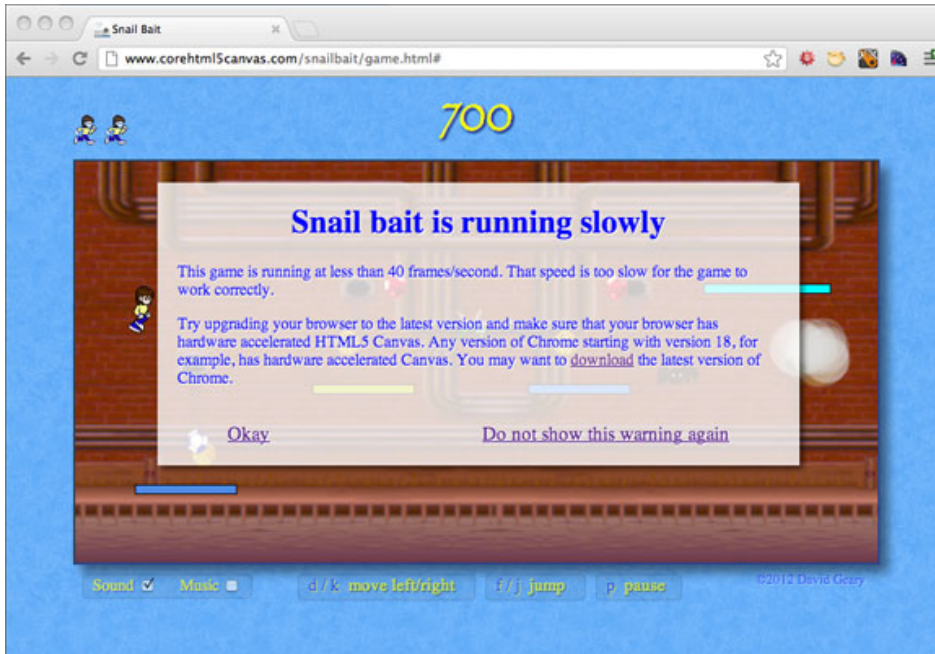 Snail Bait
www.corehtml5canvas.com/snailbait/game.html#
700
Snail bait is running slowly
This game is running at less than 40 frames/second. That speed is too slow for the game to
work correctly.
Try upgrading your browser to the latest version and make sure that your browser has
hardware accelerated HTML5 Canvas. Any version of Chrome starting with version 18, for
example, has hardware accelerated Canvas. You may want to download the latest version of
Chrome.
Okay Do not show this warning again
Sound Music d / k move left/right f / j jump p pause ©2012 David Geary